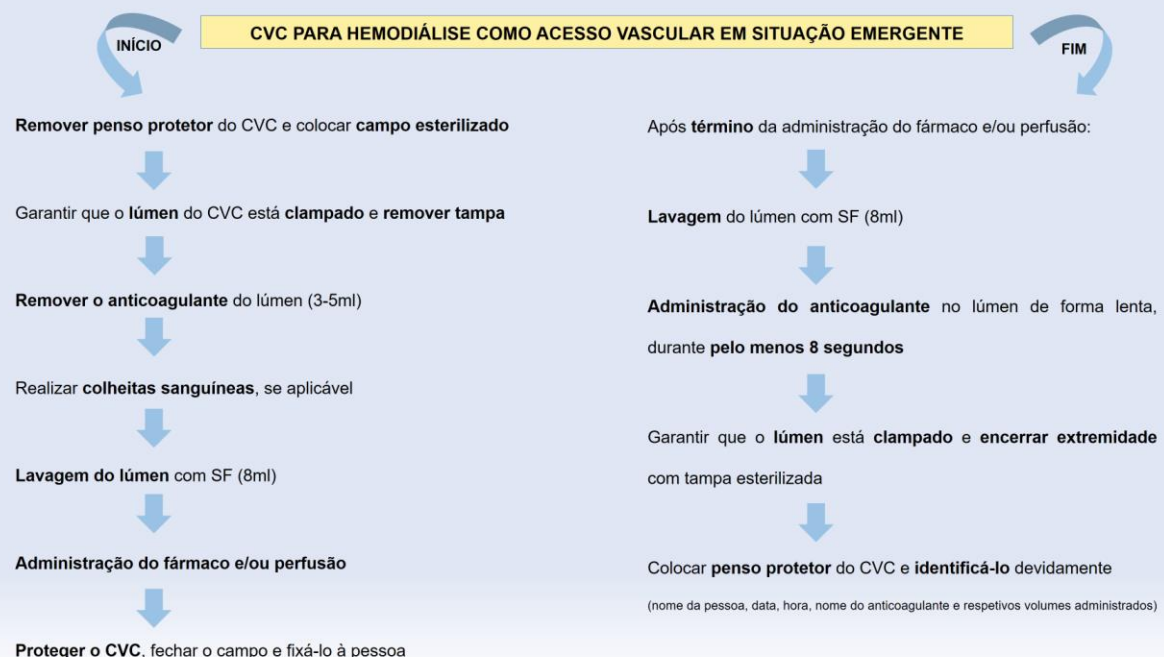 CVC PARA HEMODIÁLISE COMO ACESSO VASCULAR EM SITUAÇÃO EMERGENTE
INÍCIO
Remover penso protetor do CVC e colocar campo esterilizado
Garantir que o lúmen do CVC está clampado e remover tampa
Remover o anticoagulante do lúmen (3-5ml)
Realizar colheitas sanguíneas, se aplicável
Lavagem do lúmen com SF (8ml)
Administração do fármaco e/ou perfusão
Proteger o CVC, fechar o campo e fixá-lo à pessoa
FIM
Após término da administração do fármaco e/ou perfusão:
Lavagem do lúmen com SF (8ml)
Administração do anticoagulante no lúmen de forma lenta,
durante pelo menos 8 segundos
Garantir que o lúmen está clampado e encerrar extremidade
com tampa esterilizada
Colocar penso protetor do CVC e identificá-lo devidamente
(nome da pessoa, data, hora, nome do anticoagulante e respetivos volumes administrados)